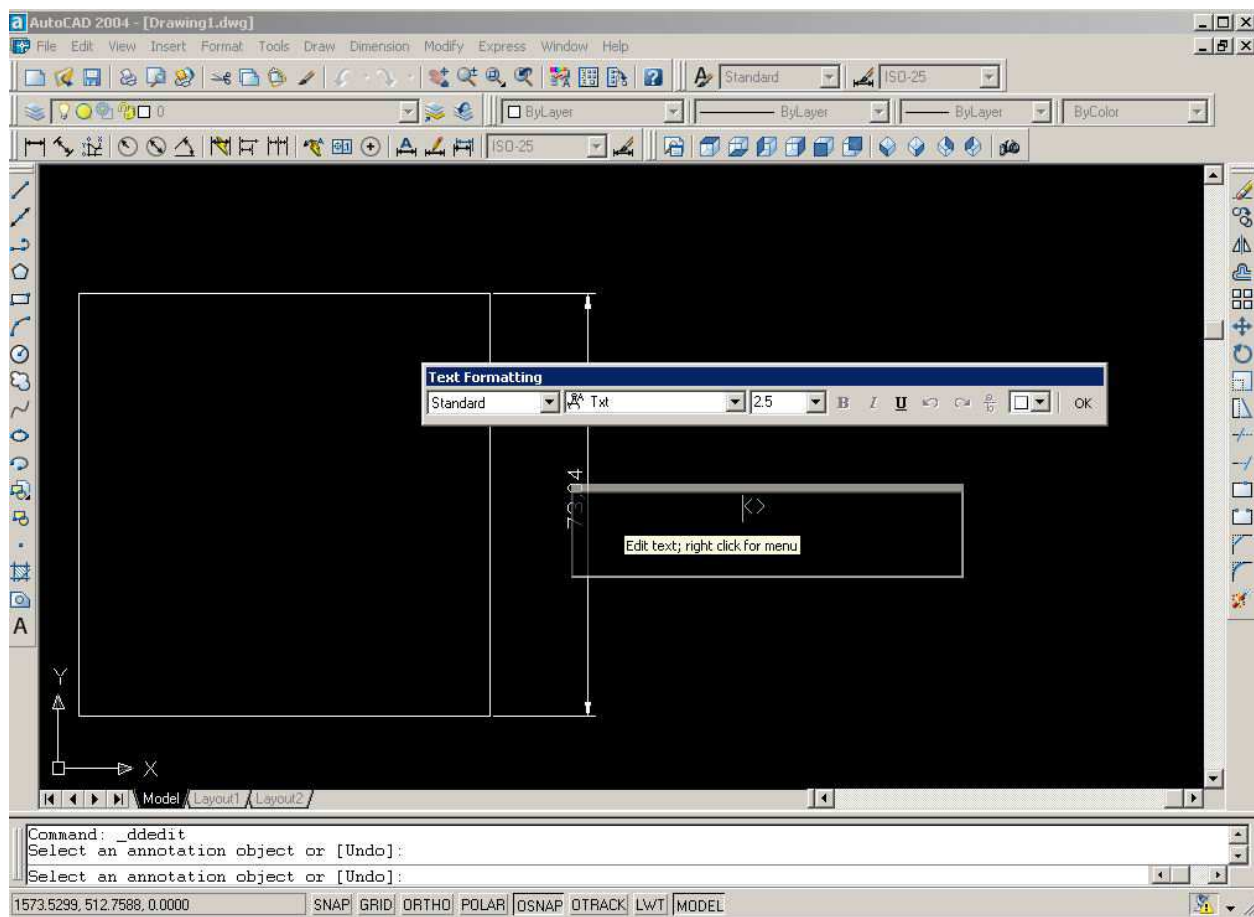 AutoCAD 2004 - [Drawing1.dwg]
File Edit View Insert Format Tools Draw Dimension Modify Express Window Help
Standard ISO-25
0 ByLayer ByLayer ByLayer ByColor
ISO-25
Text Formatting
Standard Txt 2.5 B I U OK
73,04
<>
Edit text; right click for menu
A
Y
X
Model Layout1 Layout2
Command: _ddedit
Select an annotation object or [Undo]:
Select an annotation object or [Undo]:
1573.5299, 512.7588, 0.0000 SNAP GRID ORTHO POLAR OSNAP OTRACK LWT MODEL